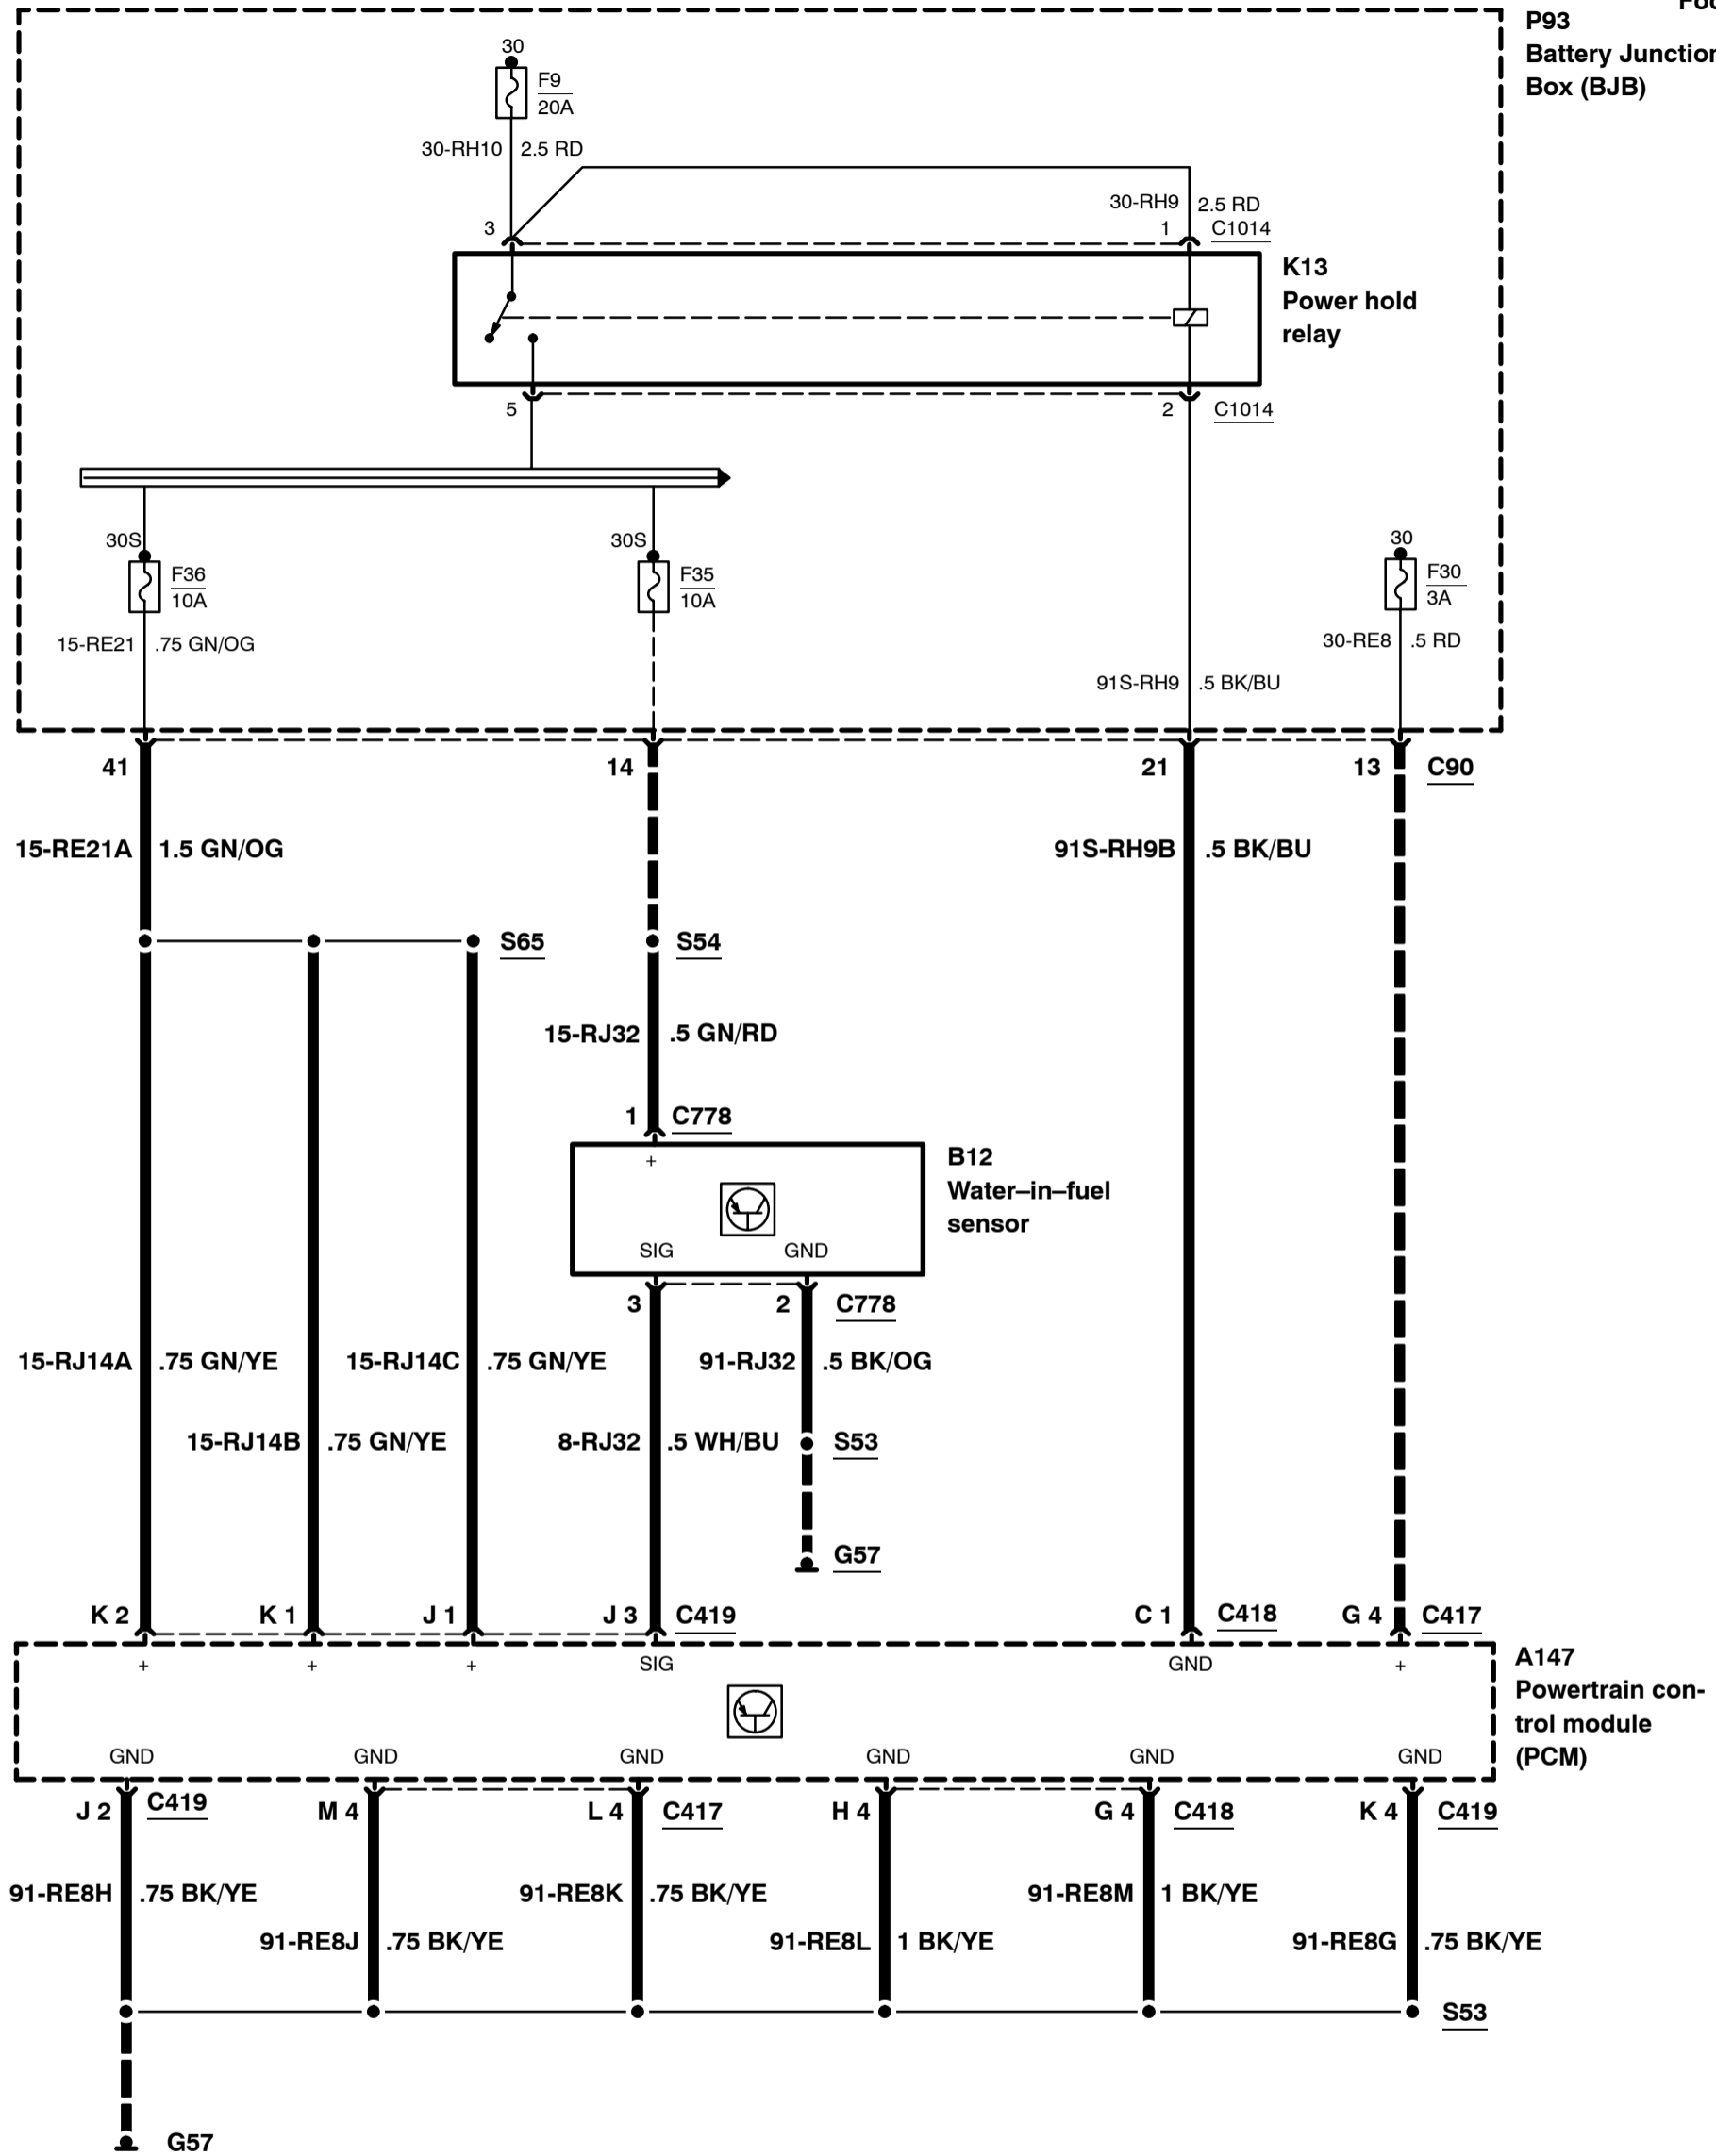 P93
Battery Junction
Box (BJB)
30
F9
20A
30-RH10 2.5 RD
30-RH9 2.5 RD
3 1 C1014
K13
Power hold
relay
5 2 C1014
30S 30S 30
F36 F35 F30
10A 10A 3A
15-RE21 .75 GN/OG 30-RE8 .5 RD
91S-RH9 .5 BK/BU
41 14 21 13 C90
15-RE21A 1.5 GN/OG 91S-RH9B .5 BK/BU
S65 S54
15-RJ32 .5 GN/RD
1 C778
+
B12
Water–in–fuel
sensor
SIG GND
3 2 C778
15-RJ14A .75 GN/YE 15-RJ14C .75 GN/YE 91-RJ32 .5 BK/OG
15-RJ14B .75 GN/YE 8-RJ32 .5 WH/BU S53
G57
K 2 K 1 J 1 J 3 C419 C 1 C418 G 4 C417
+ + + SIG GND +
A147
Powertrain con-
trol module
(PCM)
GND GND GND GND GND GND
J 2 C419 M 4 L 4 C417 H 4 G 4 C418 K 4 C419
91-RE8H .75 BK/YE 91-RE8K .75 BK/YE 91-RE8M 1 BK/YE
91-RE8J .75 BK/YE 91-RE8L 1 BK/YE 91-RE8G .75 BK/YE
S53
G57